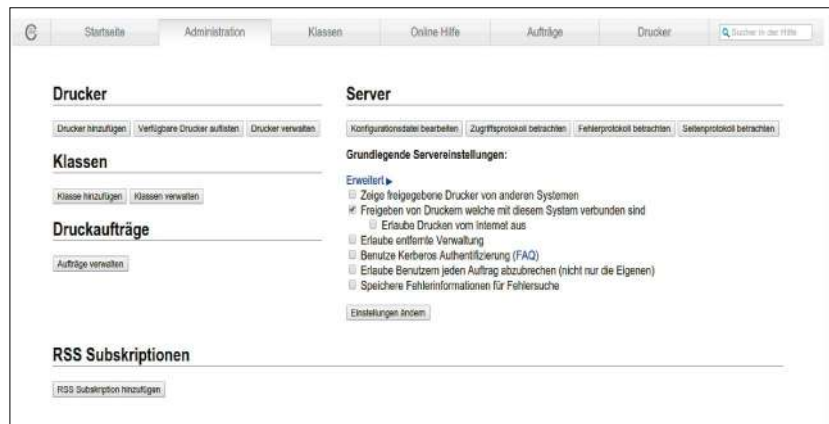 Startseite
Administration
Klassen
Online Hilfe
Aufträge
Drucker
Drucker
Drucker hinzufügen
Verfügbare Drucker auflisten
Drucker verwalten
Klassen
Klasse hinzufügen
Klassen verwalten
Druckaufträge
Aufträge verwalten
Server
Konfigurationsdatei bearbeiten
Zugriffsprotokoll betrachten
Fehlerprotokoll betrachten
Seitenprotokoll betrachten
Grundlegende Servereinstellungen:
Erweitert ▶
Zeige freigegebene Drucker von anderen Systemen
Freigeben von Druckern welche mit diesem System verbunden sind
Erlaube Drucken vom Internet aus
Erlaube entfernte Verwaltung
Benutze Kerberos Authentifizierung (FAQ)
Erlaube Benutzern jeden Auftrag abzubrechen (nicht nur die Eigenen)
Speichere Fehlerinformationen für Fehlersuche
Einstellungen ändern
RSS Subskriptionen
RSS Subskription hinzufügen